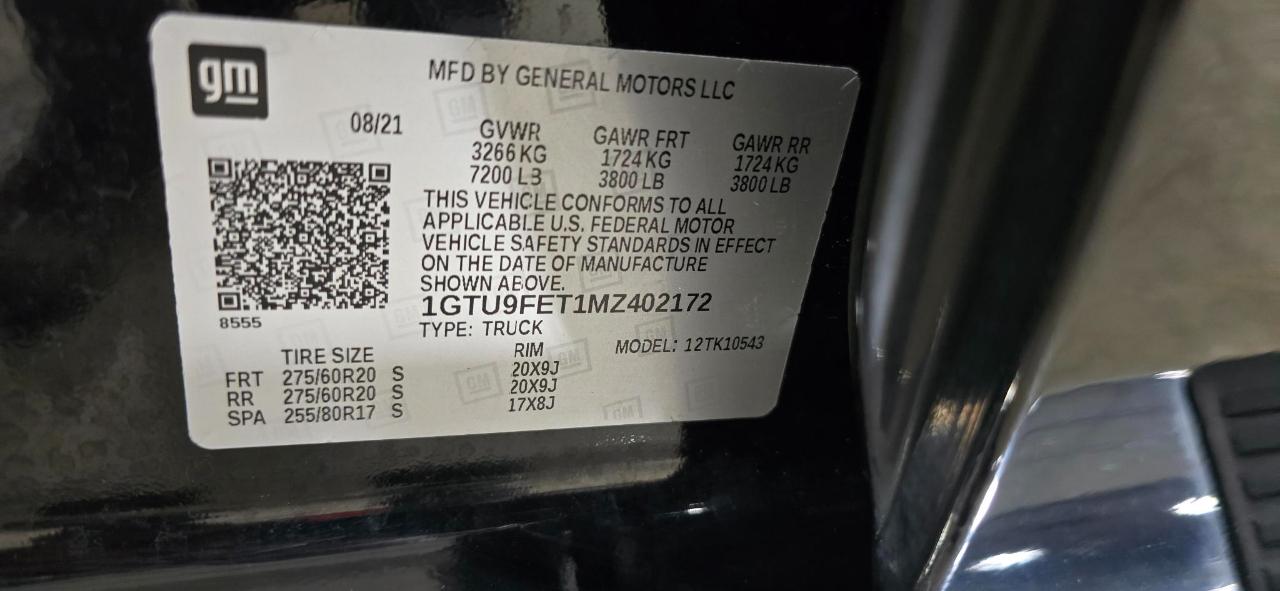 gm
MFD BY GENERAL MOTORS LLC
08/21
GVWR GAWR FRT GAWR RR
3266 KG 1724 KG 1724 KG
7200 LB 3800 LB 3800 LB
THIS VEHICLE CONFORMS TO ALL
APPLICABLE U.S. FEDERAL MOTOR
VEHICLE SAFETY STANDARDS IN EFFECT
ON THE DATE OF MANUFACTURE
SHOWN ABOVE.
1GTU9FET1MZ402172
8555
TYPE: TRUCK
TIRE SIZE RIM MODEL: 12TK10543
FRT 275/60R20 S 20X9J
RR 275/60R20 S 20X9J
SPA 255/80R17 S 17X8J